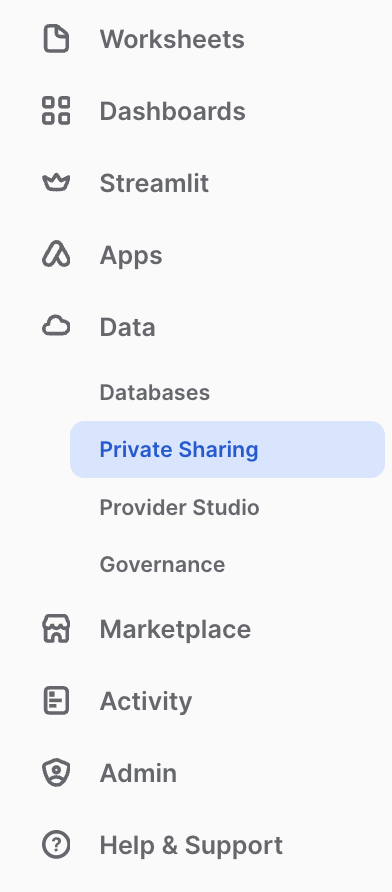 Worksheets
Dashboards
Streamlit
Apps
Data
Databases
Private Sharing
Provider Studio
Governance
Marketplace
Activity
Admin
Help & Support